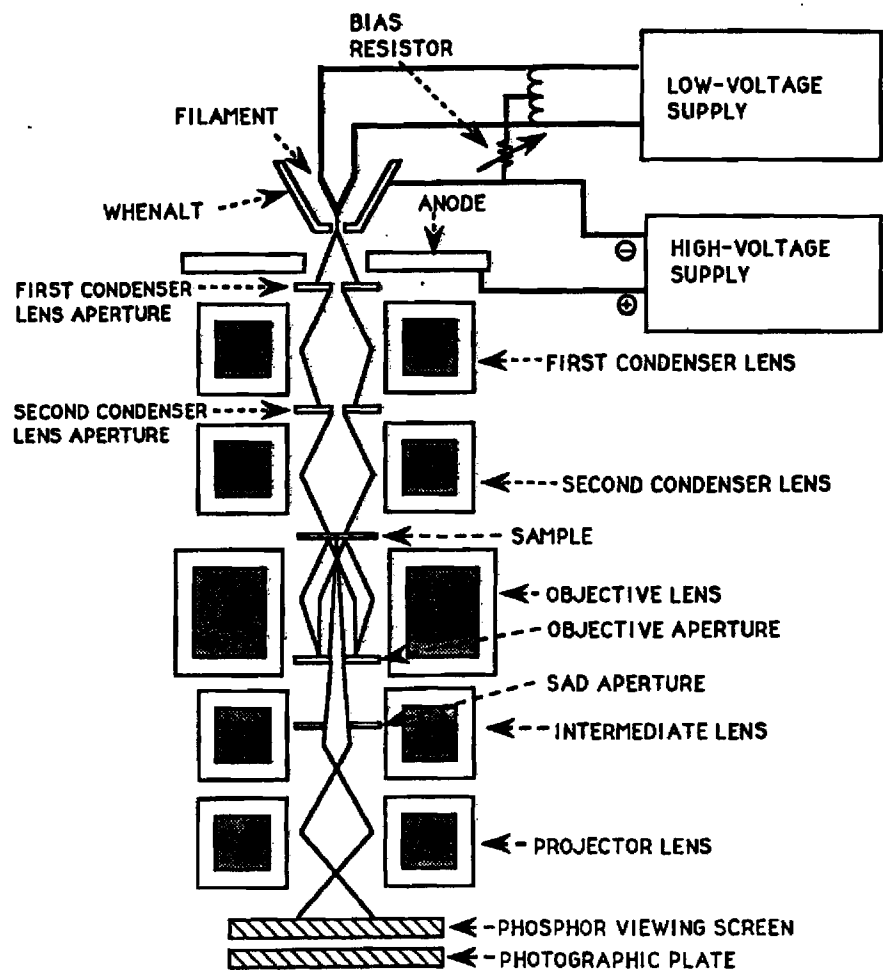 BIAS
RESISTOR
LOW-VOLTAGE
SUPPLY
FILAMENT
WHENALT
ANODE
HIGH-VOLTAGE
SUPPLY
⊖
⊕
FIRST CONDENSER
LENS APERTURE
FIRST CONDENSER LENS
SECOND CONDENSER
LENS APERTURE
SECOND CONDENSER LENS
SAMPLE
OBJECTIVE LENS
OBJECTIVE APERTURE
SAD APERTURE
INTERMEDIATE LENS
PROJECTOR LENS
PHOSPHOR VIEWING SCREEN
PHOTOGRAPHIC PLATE